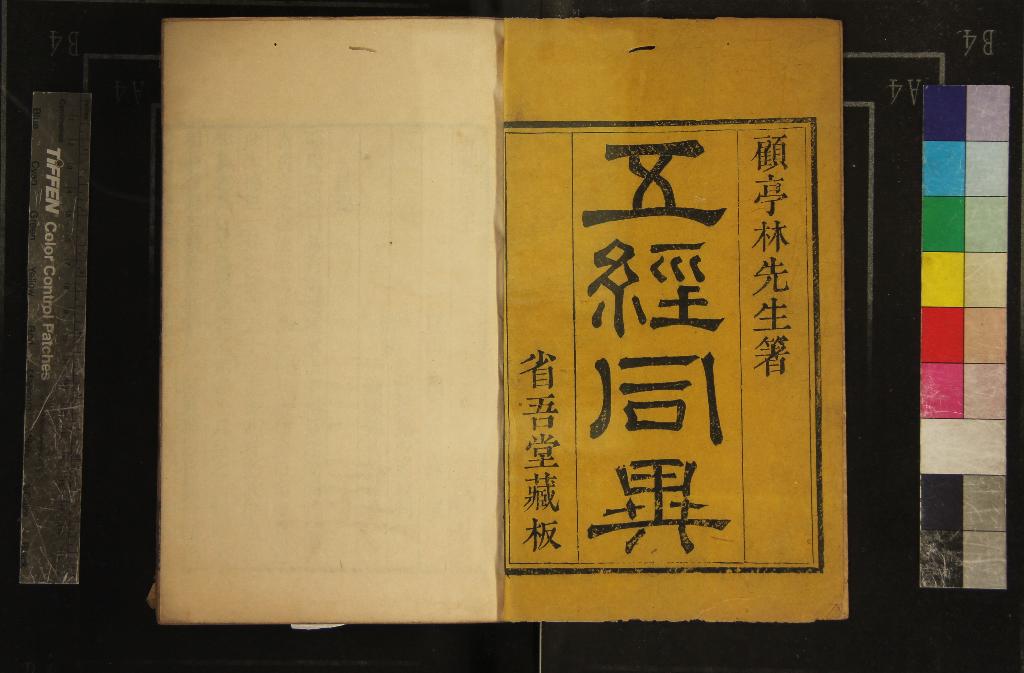 顧亭林先生箸
五經同異
省吾堂藏板
TIFFEN Color Control Patches
B4
A4
B4
A4